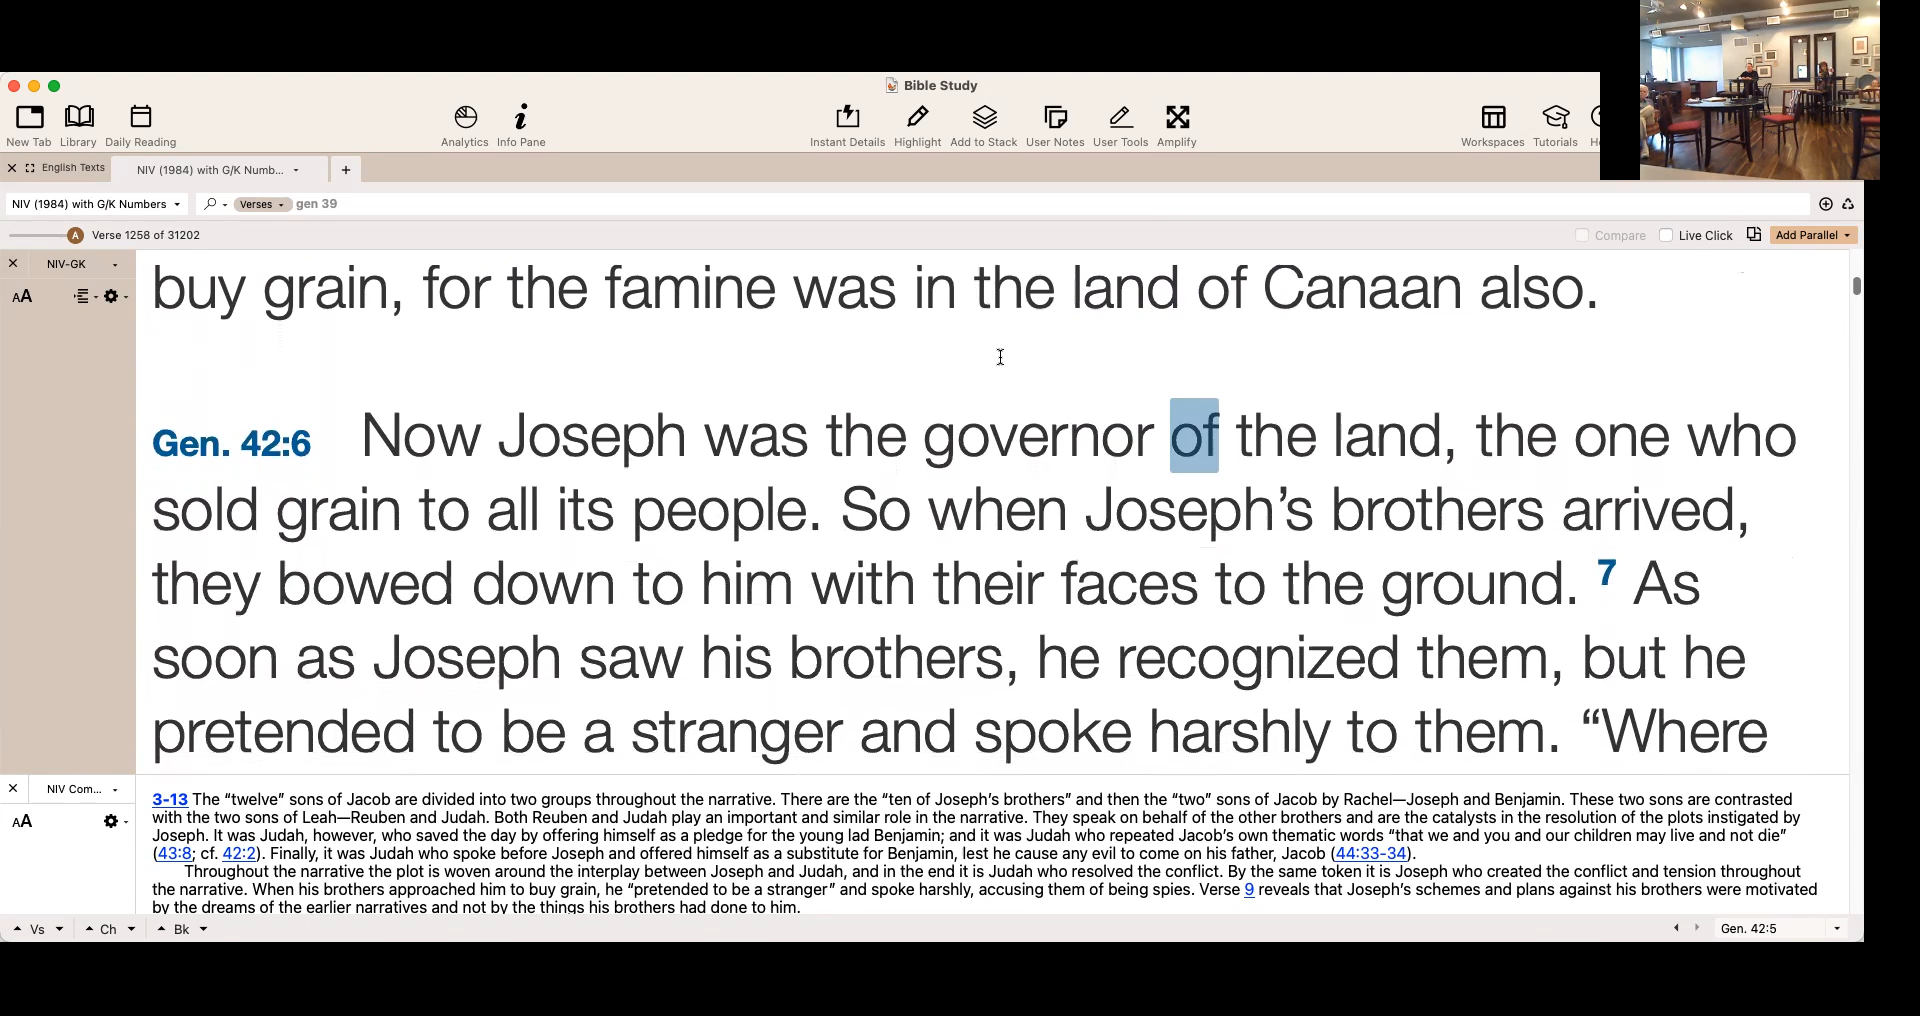 Bible Study
New Tab Library Daily Reading Analytics Info Pane Instant Details Highlight Add to Stack User Notes User Tools Amplify Workspaces Tutorials
English Texts NIV (1984) with G/K Numb...
NIV (1984) with G/K Numbers Verses gen 39
A Verse 1258 of 31202 Compare Live Click Add Parallel
NIV-GK
AA
buy grain, for the famine was in the land of Canaan also.
Gen. 42:6 Now Joseph was the governor of the land, the one who
sold grain to all its people. So when Joseph’s brothers arrived,
they bowed down to him with their faces to the ground. 7 As
soon as Joseph saw his brothers, he recognized them, but he
pretended to be a stranger and spoke harshly to them. “Where
NIV Com...
AA
3-13 The “twelve” sons of Jacob are divided into two groups throughout the narrative. There are the “ten of Joseph’s brothers” and then the “two” sons of Jacob by Rachel—Joseph and Benjamin. These two sons are contrasted
with the two sons of Leah—Reuben and Judah. Both Reuben and Judah play an important and similar role in the narrative. They speak on behalf of the other brothers and are the catalysts in the resolution of the plots instigated by
Joseph. It was Judah, however, who saved the day by offering himself as a pledge for the young lad Benjamin; and it was Judah who repeated Jacob’s own thematic words “that we and you and our children may live and not die”
(43:8; cf. 42:2). Finally, it was Judah who spoke before Joseph and offered himself as a substitute for Benjamin, lest he cause any evil to come on his father, Jacob (44:33-34).
Throughout the narrative the plot is woven around the interplay between Joseph and Judah, and in the end it is Judah who resolved the conflict. By the same token it is Joseph who created the conflict and tension throughout
the narrative. When his brothers approached him to buy grain, he “pretended to be a stranger” and spoke harshly, accusing them of being spies. Verse 9 reveals that Joseph’s schemes and plans against his brothers were motivated
by the dreams of the earlier narratives and not by the things his brothers had done to him.
Vs Ch Bk Gen. 42:5